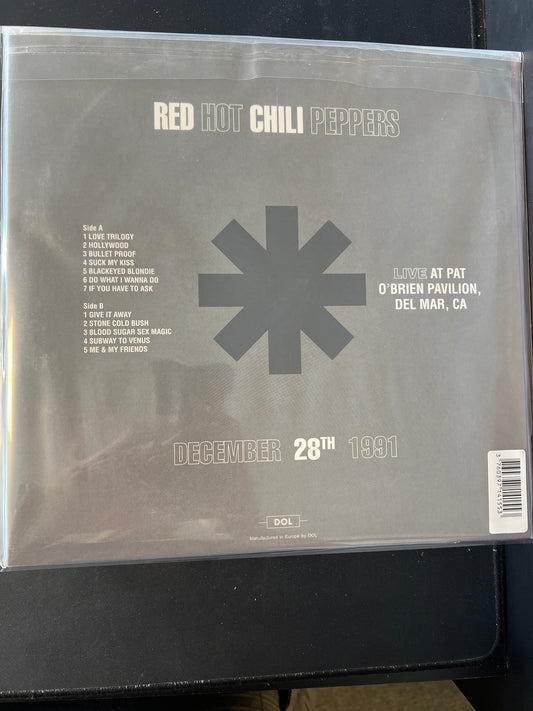 RED HOT CHILI PEPPERS
Side A
1 LOVE TRILOGY
2 HOLLYWOOD
3 BULLET PROOF
4 SUCK MY KISS
5 BLACKEYED BLONDIE
6 DO WHAT I WANNA DO
7 IF YOU HAVE TO ASK
Side B
1 GIVE IT AWAY
2 STONE COLD BUSH
3 BLOOD SUGAR SEX MAGIC
4 SUBWAY TO VENUS
5 ME & MY FRIENDS
LIVE AT PAT
O'BRIEN PAVILION,
DEL MAR, CA
DECEMBER 28TH 1991
DOL
Manufactured in Europe by DOL